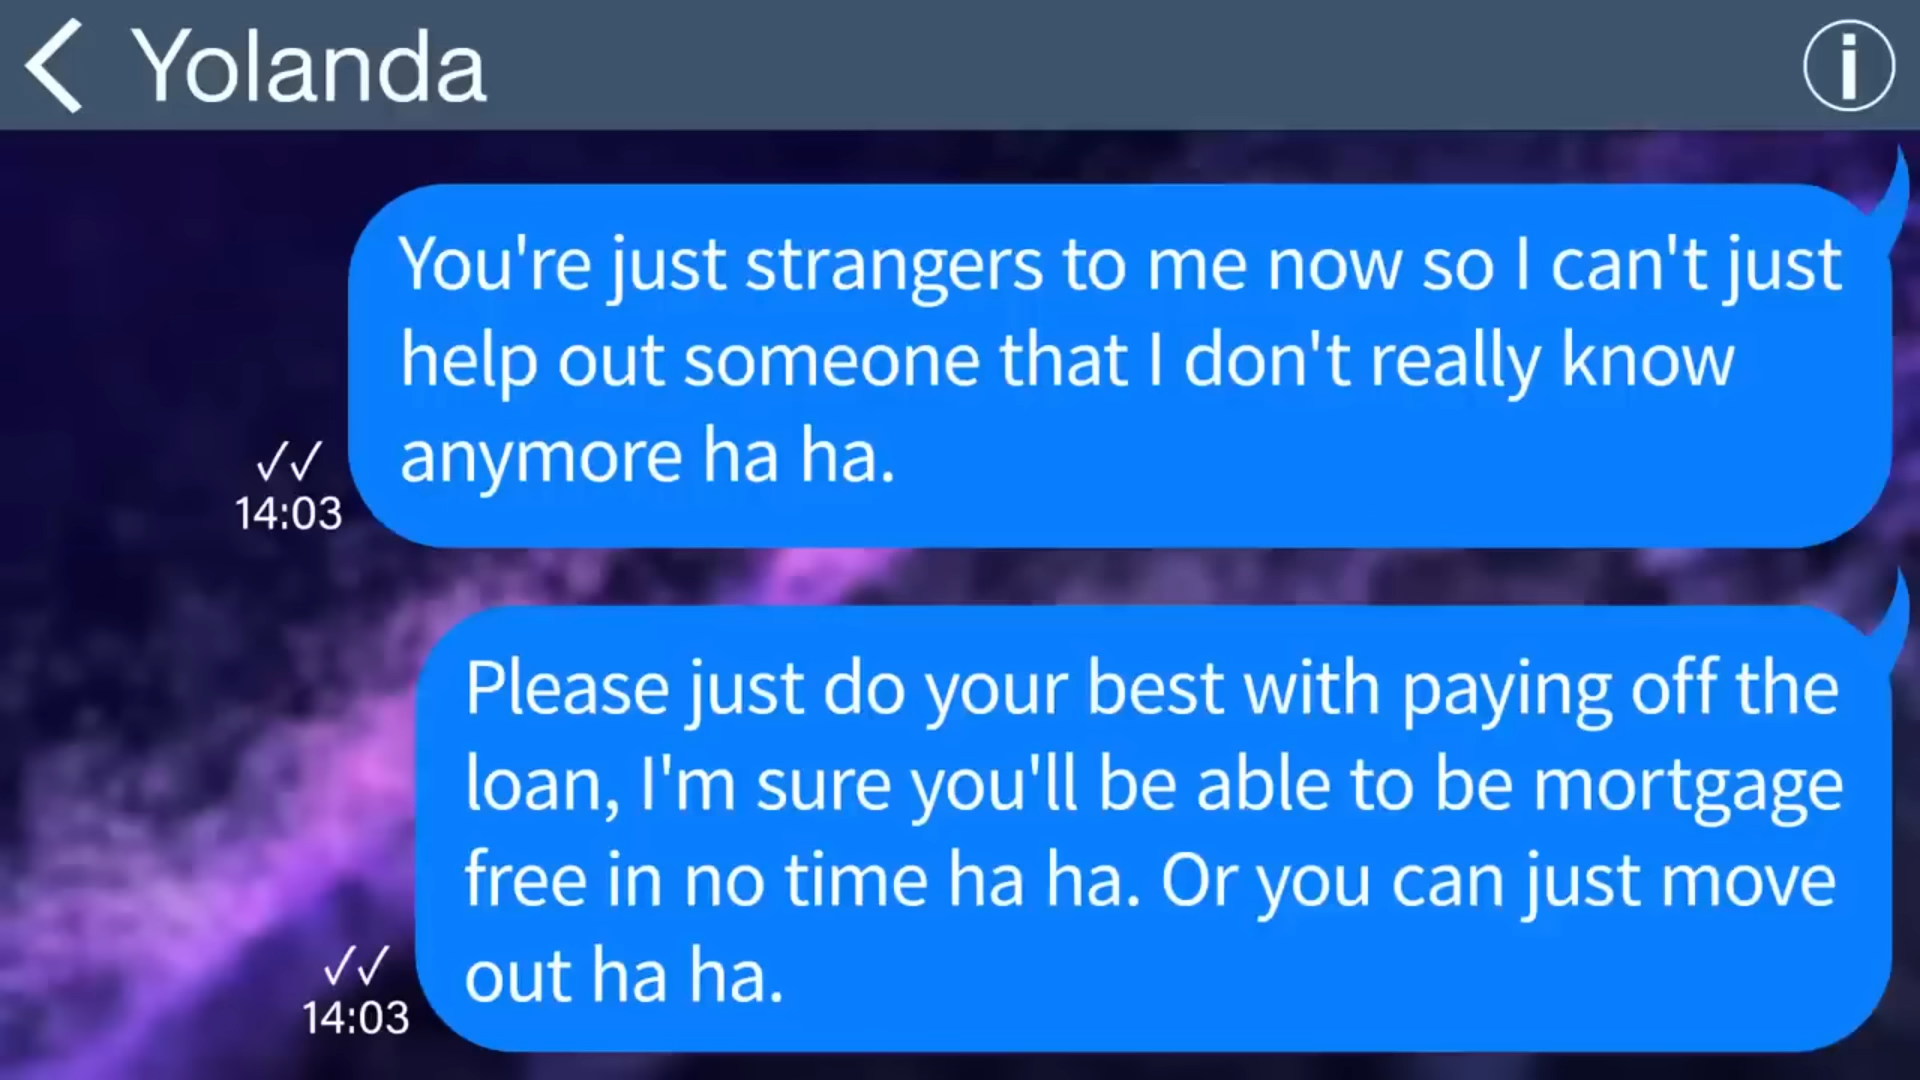 Yolanda
You're just strangers to me now so I can't just
help out someone that I don't really know
anymore ha ha.
14:03
Please just do your best with paying off the
loan, I'm sure you'll be able to be mortgage
free in no time ha ha. Or you can just move
out ha ha.
14:03